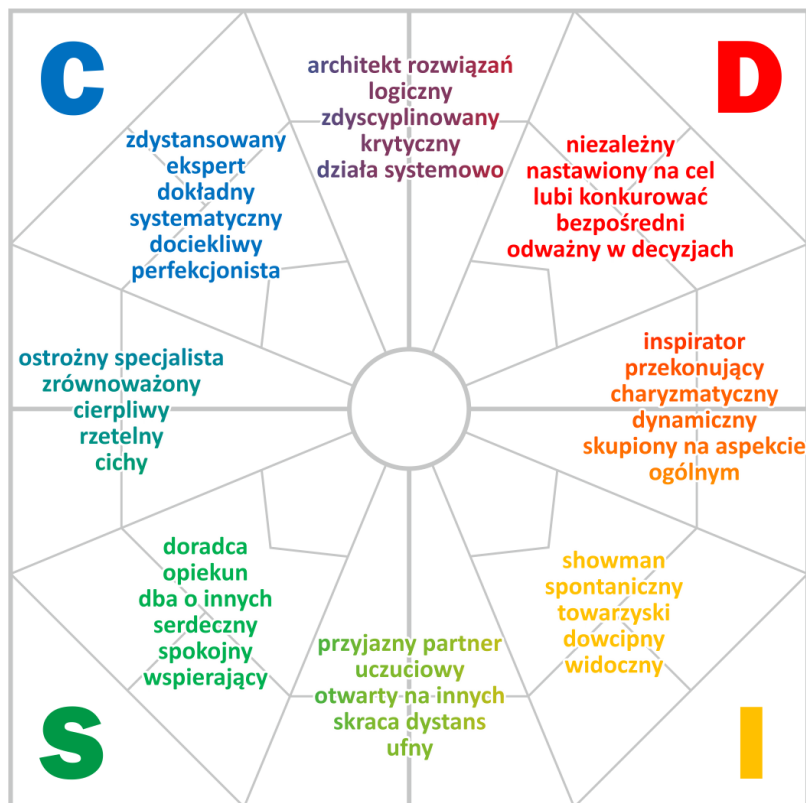 C
D
architekt rozwiązań
logiczny
zdyscyplinowany
krytyczny
działa systemowo
zdystansowany
ekspert
dokładny
systematyczny
dociekliwy
perfekcjonista
niezależny
nastawiony na cel
lubi konkurować
bezpośredni
odważny w decyzjach
ostrożny specjalista
zrównoważony
cierpliwy
rzetelny
cichy
inspirator
przekonujący
charyzmatyczny
dynamiczny
skupiony na aspekcie
ogólnym
doradca
opiekun
dba o innych
serdeczny
spokojny
wspierający
przyjazny partner
uczuciowy
otwarty na innych
skraca dystans
ufny
showman
spontaniczny
towarzyski
dowcipny
widoczny
S
I